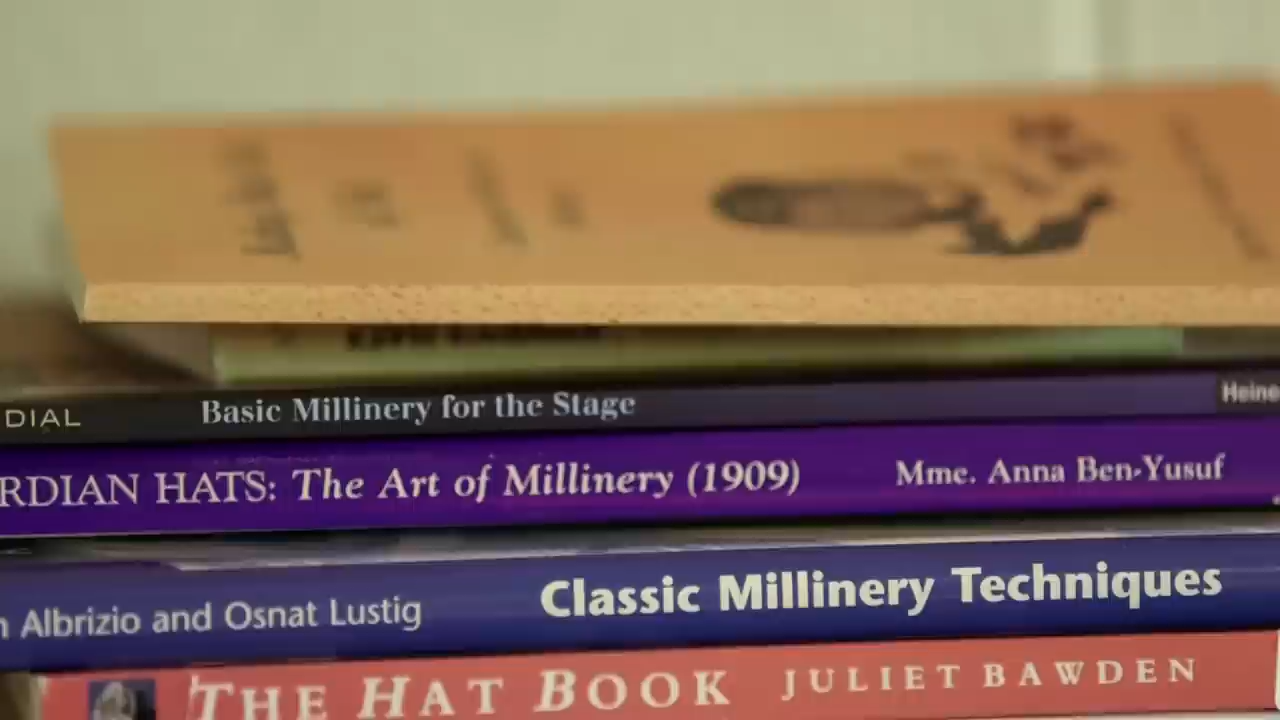 DIAL Basic Millinery for the Stage Heine
RDIAN HATS: The Art of Millinery (1909) Mme. Anna Ben-Yusuf
n Albrizio and Osnat Lustig Classic Millinery Techniques
THE HAT BOOK JULIET BAWDEN